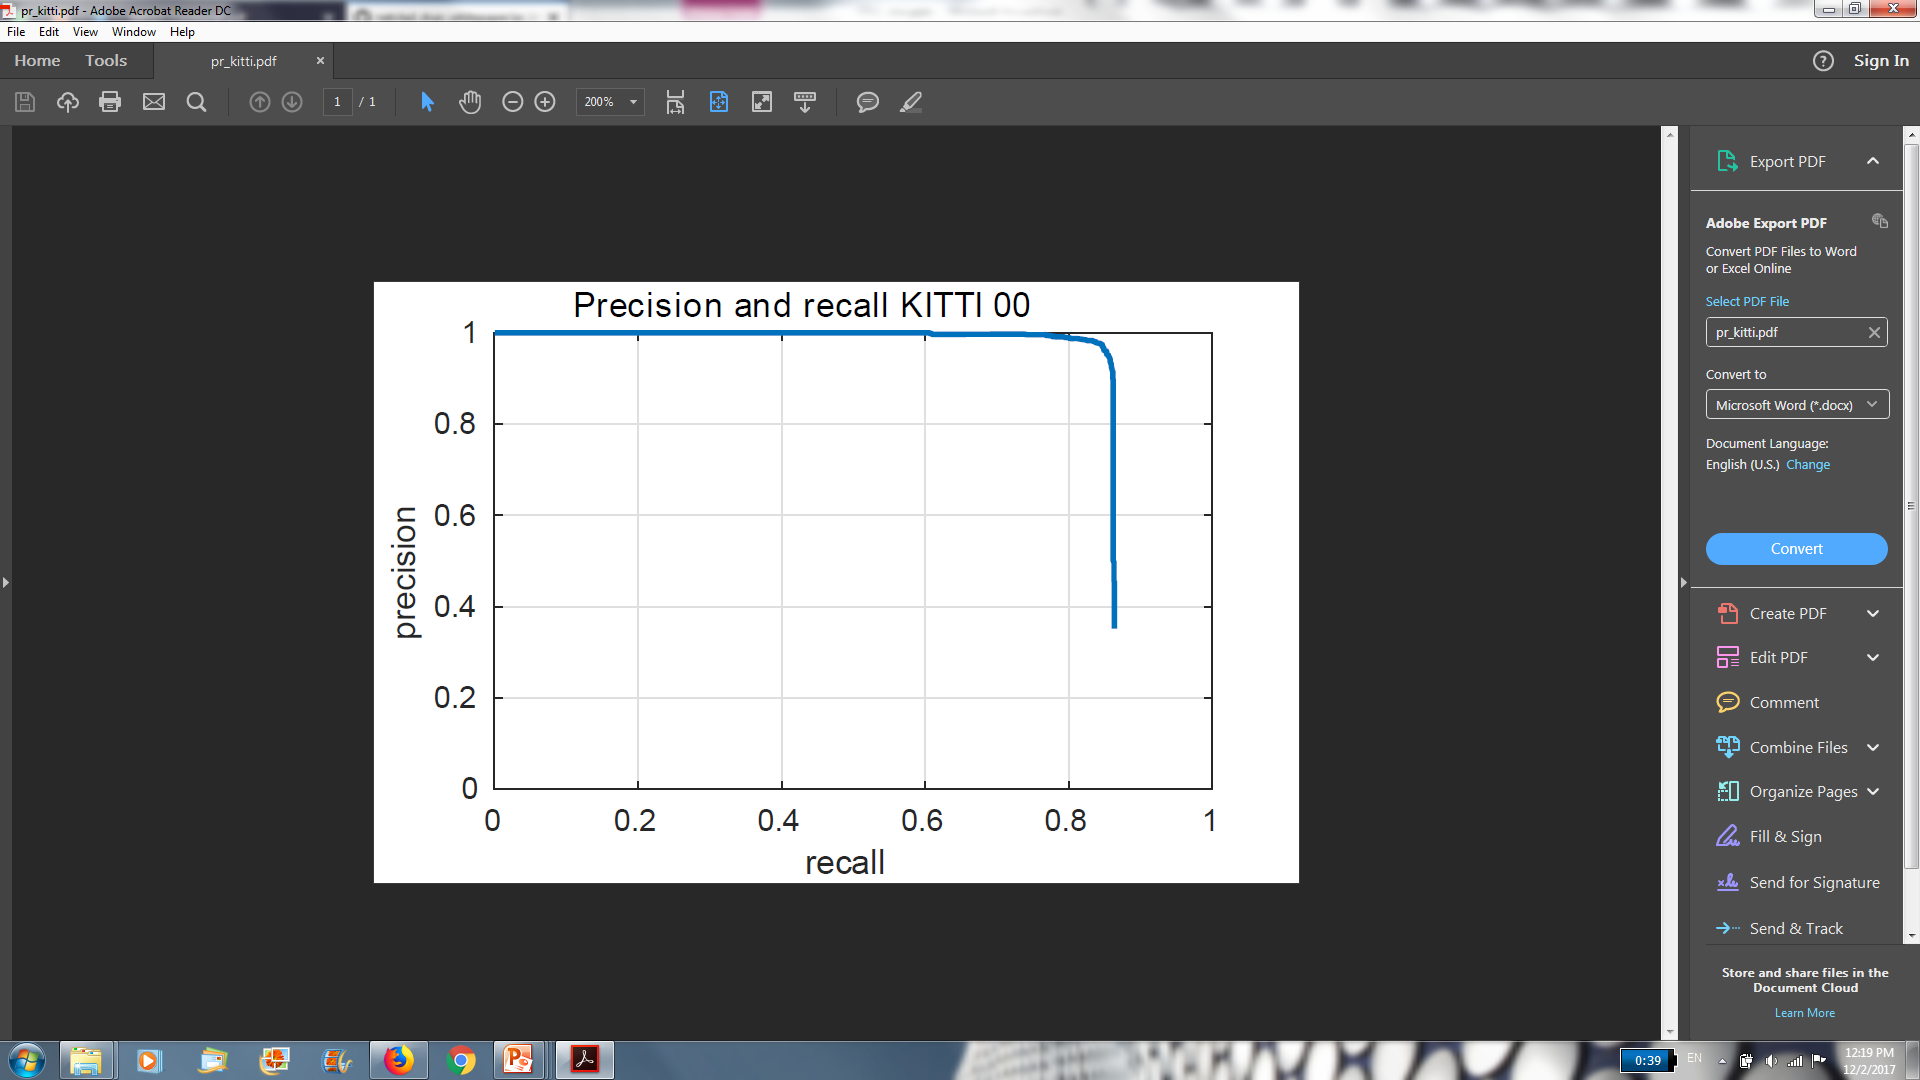 pr_kitti.pdf - Adobe Acrobat Reader DC
File Edit View Window Help
Home Tools pr_kitti.pdf × Sign In
1 / 1 200%
Precision and recall KITTI 00
1
0.8
0.6
0.4
0.2
0
precision
0 0.2 0.4 0.6 0.8 1
recall
Export PDF
Adobe Export PDF
Convert PDF Files to Word
or Excel Online
Select PDF File
pr_kitti.pdf
Convert to
Microsoft Word (*.docx)
Document Language:
English (U.S.) Change
Convert
Create PDF
Edit PDF
Comment
Combine Files
Organize Pages
Fill & Sign
Send for Signature
Send & Track
Store and share files in the
Document Cloud
Learn More
0:39 EN 12:19 PM
12/2/2017